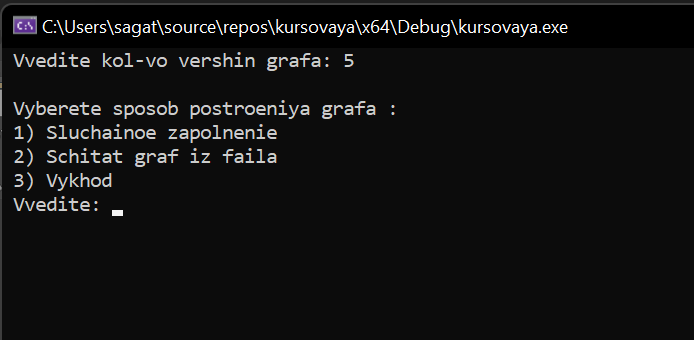 C:\Users\sagat\source\repos\kursovaya\x64\Debug\kursovaya.exe
Vvedite kol-vo vershin grafa: 5
Vyberete sposob postroeniya grafa :
1) Sluchainoe zapolnenie
2) Schitat graf iz faila
3) Vykhod
Vvedite: